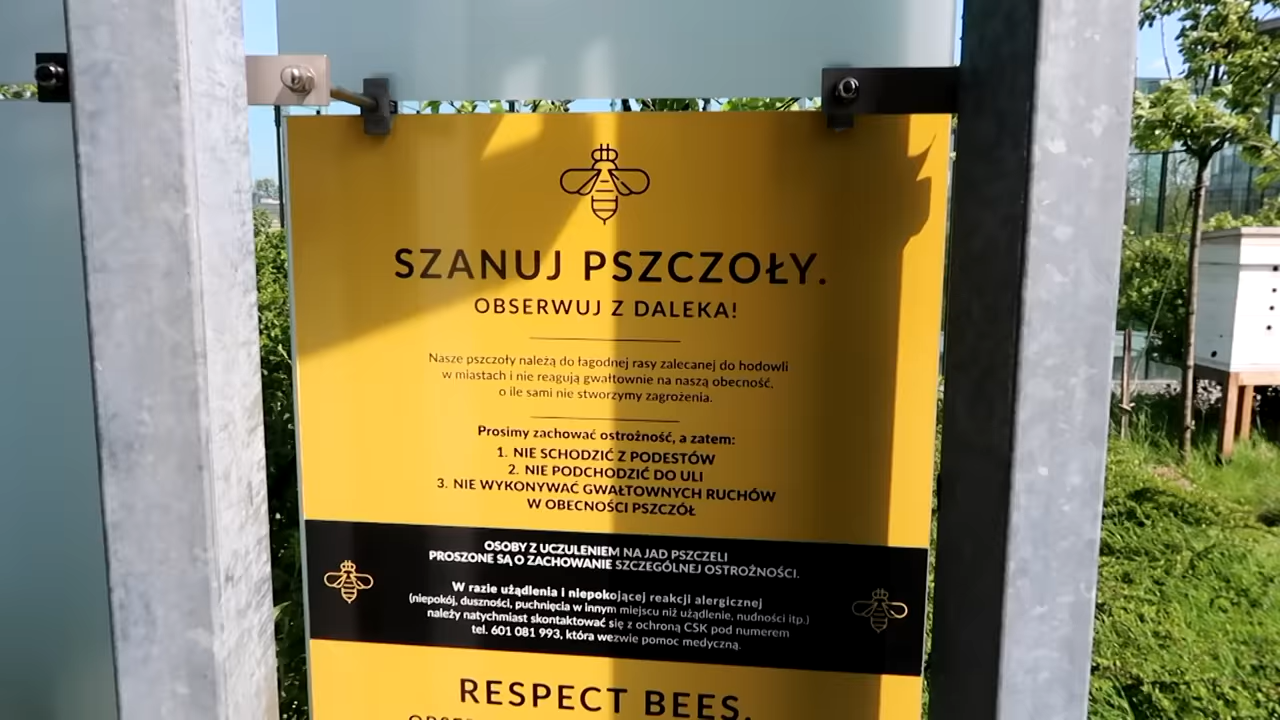 SZANUJ PSZCZOŁY.
OBSERWUJ Z DALEKA!
Nasze pszczoły należą do łagodnej rasy zalecanej do hodowli
w miastach i nie reagują gwałtownie na naszą obecność,
o ile sami nie stworzymy zagrożenia.
Prosimy zachować ostrożność, a zatem:
1. NIE SCHODZIĆ Z PODESTÓW
2. NIE PODCHODZIĆ DO ULI
3. NIE WYKONYWAĆ GWAŁTOWNYCH RUCHÓW
W OBECNOŚCI PSZCZÓŁ
OSOBY Z UCZULENIEM NA JAD PSZCZELI
PROSZONE SĄ O ZACHOWANIE SZCZEGÓLNEJ OSTROŻNOŚCI.
W razie użądlenia i niepokojącej reakcji alergicznej
(niepokój, duszności, puchnięcia w innym miejscu niż użądlenie, nudności itp.)
należy natychmiast skontaktować się z ochroną CSK pod numerem
tel. 601 081 993, która wezwie pomoc medyczną.
RESPECT BEES.